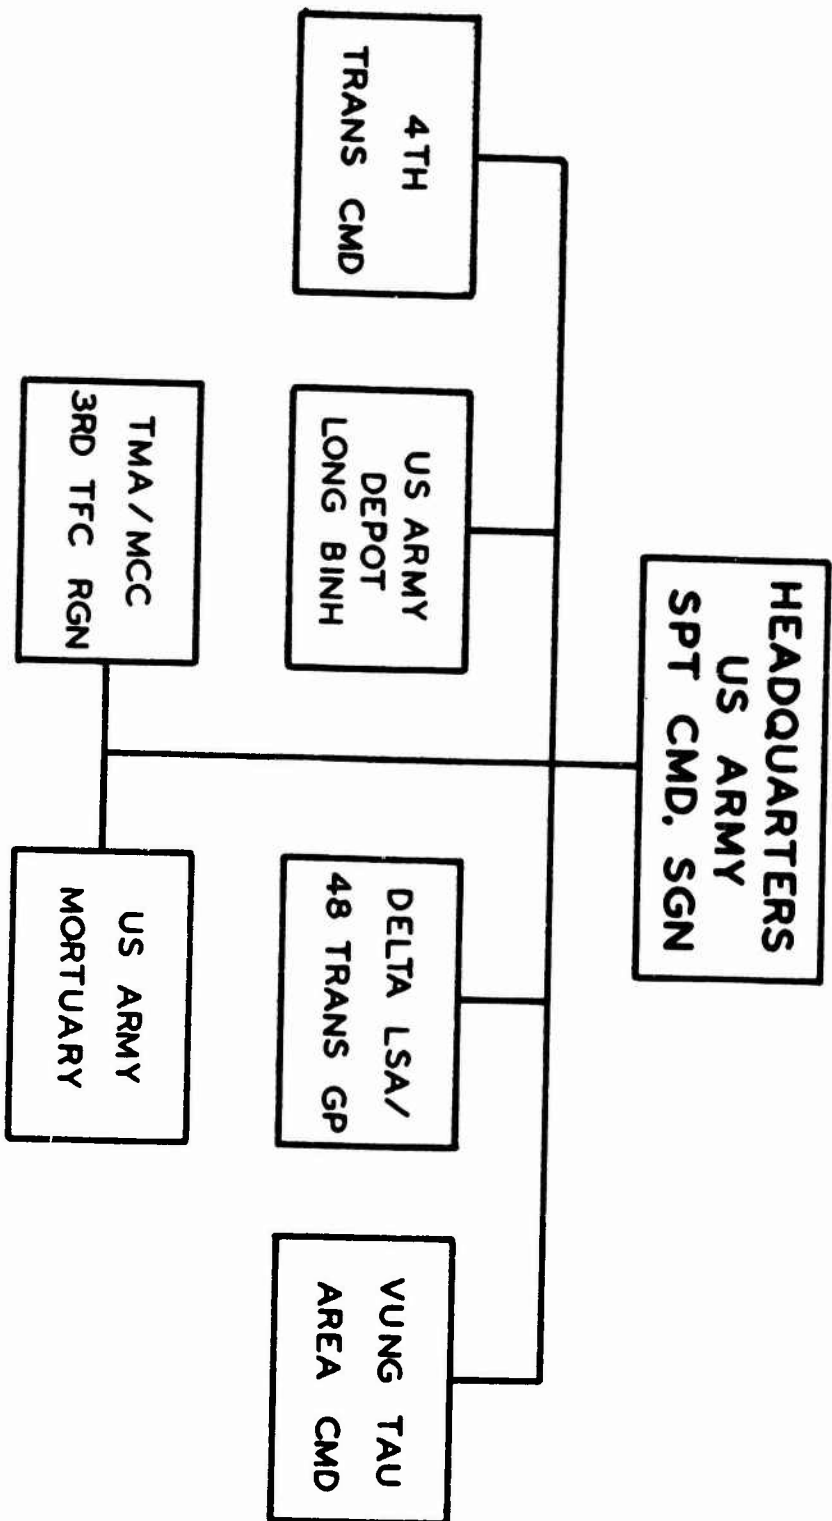 HEADQUARTERS
US ARMY
SPT CMD, SGN
4TH
TRANS CMD
US ARMY
DEPOT
LONG BINH
DELTA LSA/
48 TRANS GP
VUNG TAU
AREA CMD
TMA/MCC
3RD TFC RGN
US ARMY
MORTUARY